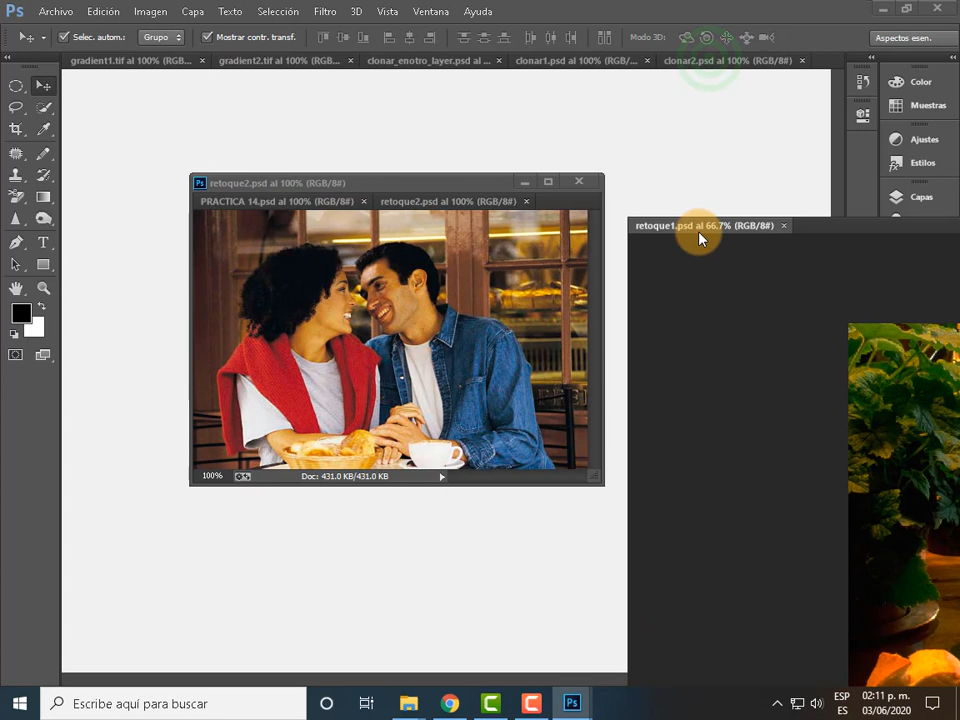 Ps Archivo Edición Imagen Capa Texto Selección Filtro 3D Vista Ventana Ayuda
Selec. autom.: Grupo Mostrar contr. transf. Modo 3D: Aspectos esen.
gradient1.tif al 100% (RG... × gradient2.tif al 100% (RGB... × clonar_enotro_layer.psd al ... × clonar1.psd al 100% (RGB/... × clonar2.psd al 100% (RGB/8#) ×
Color
Muestras
Ajustes
Estilos
Capas
Ps retoque2.psd al 100% (RGB/8#)
PRACTICA 14.psd al 100% (RGB/8#) × retoque2.psd al 100% (RGB/8#) ×
retoque1.psd al 66.7% (RGB/8#) ×
T
100% Doc: 431.0 KB/431.0 KB
Escribe aquí para buscar
Ps
ESP
ES
02:11 p. m.
03/06/2020